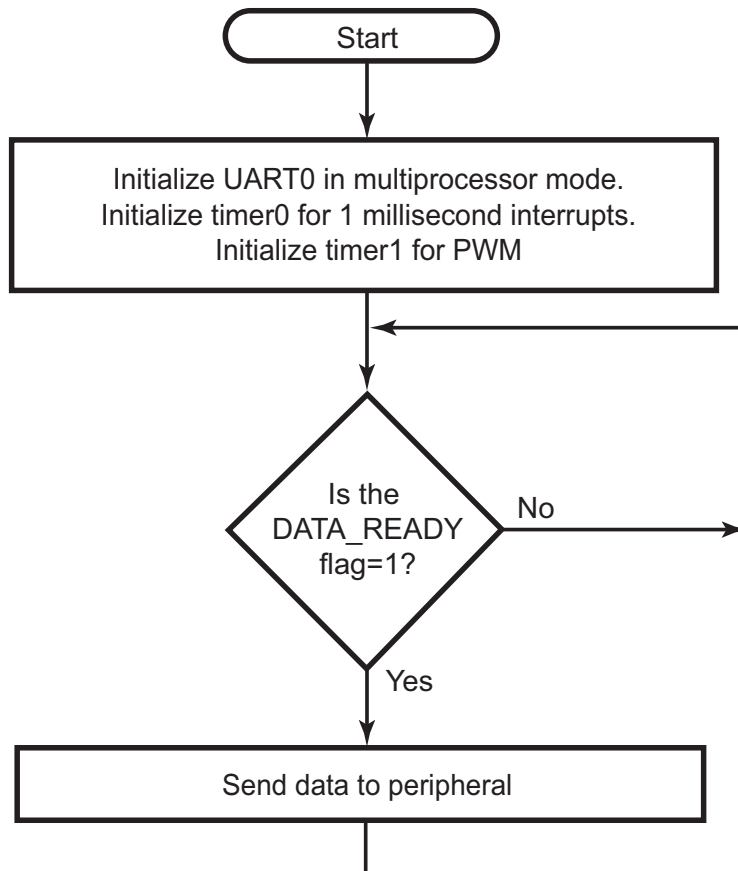 Start
Initialize UART0 in multiprocessor mode.
Initialize timer0 for 1 millisecond interrupts.
Initialize timer1 for PWM
Is the
DATA_READY
flag=1?
No
Yes
Send data to peripheral